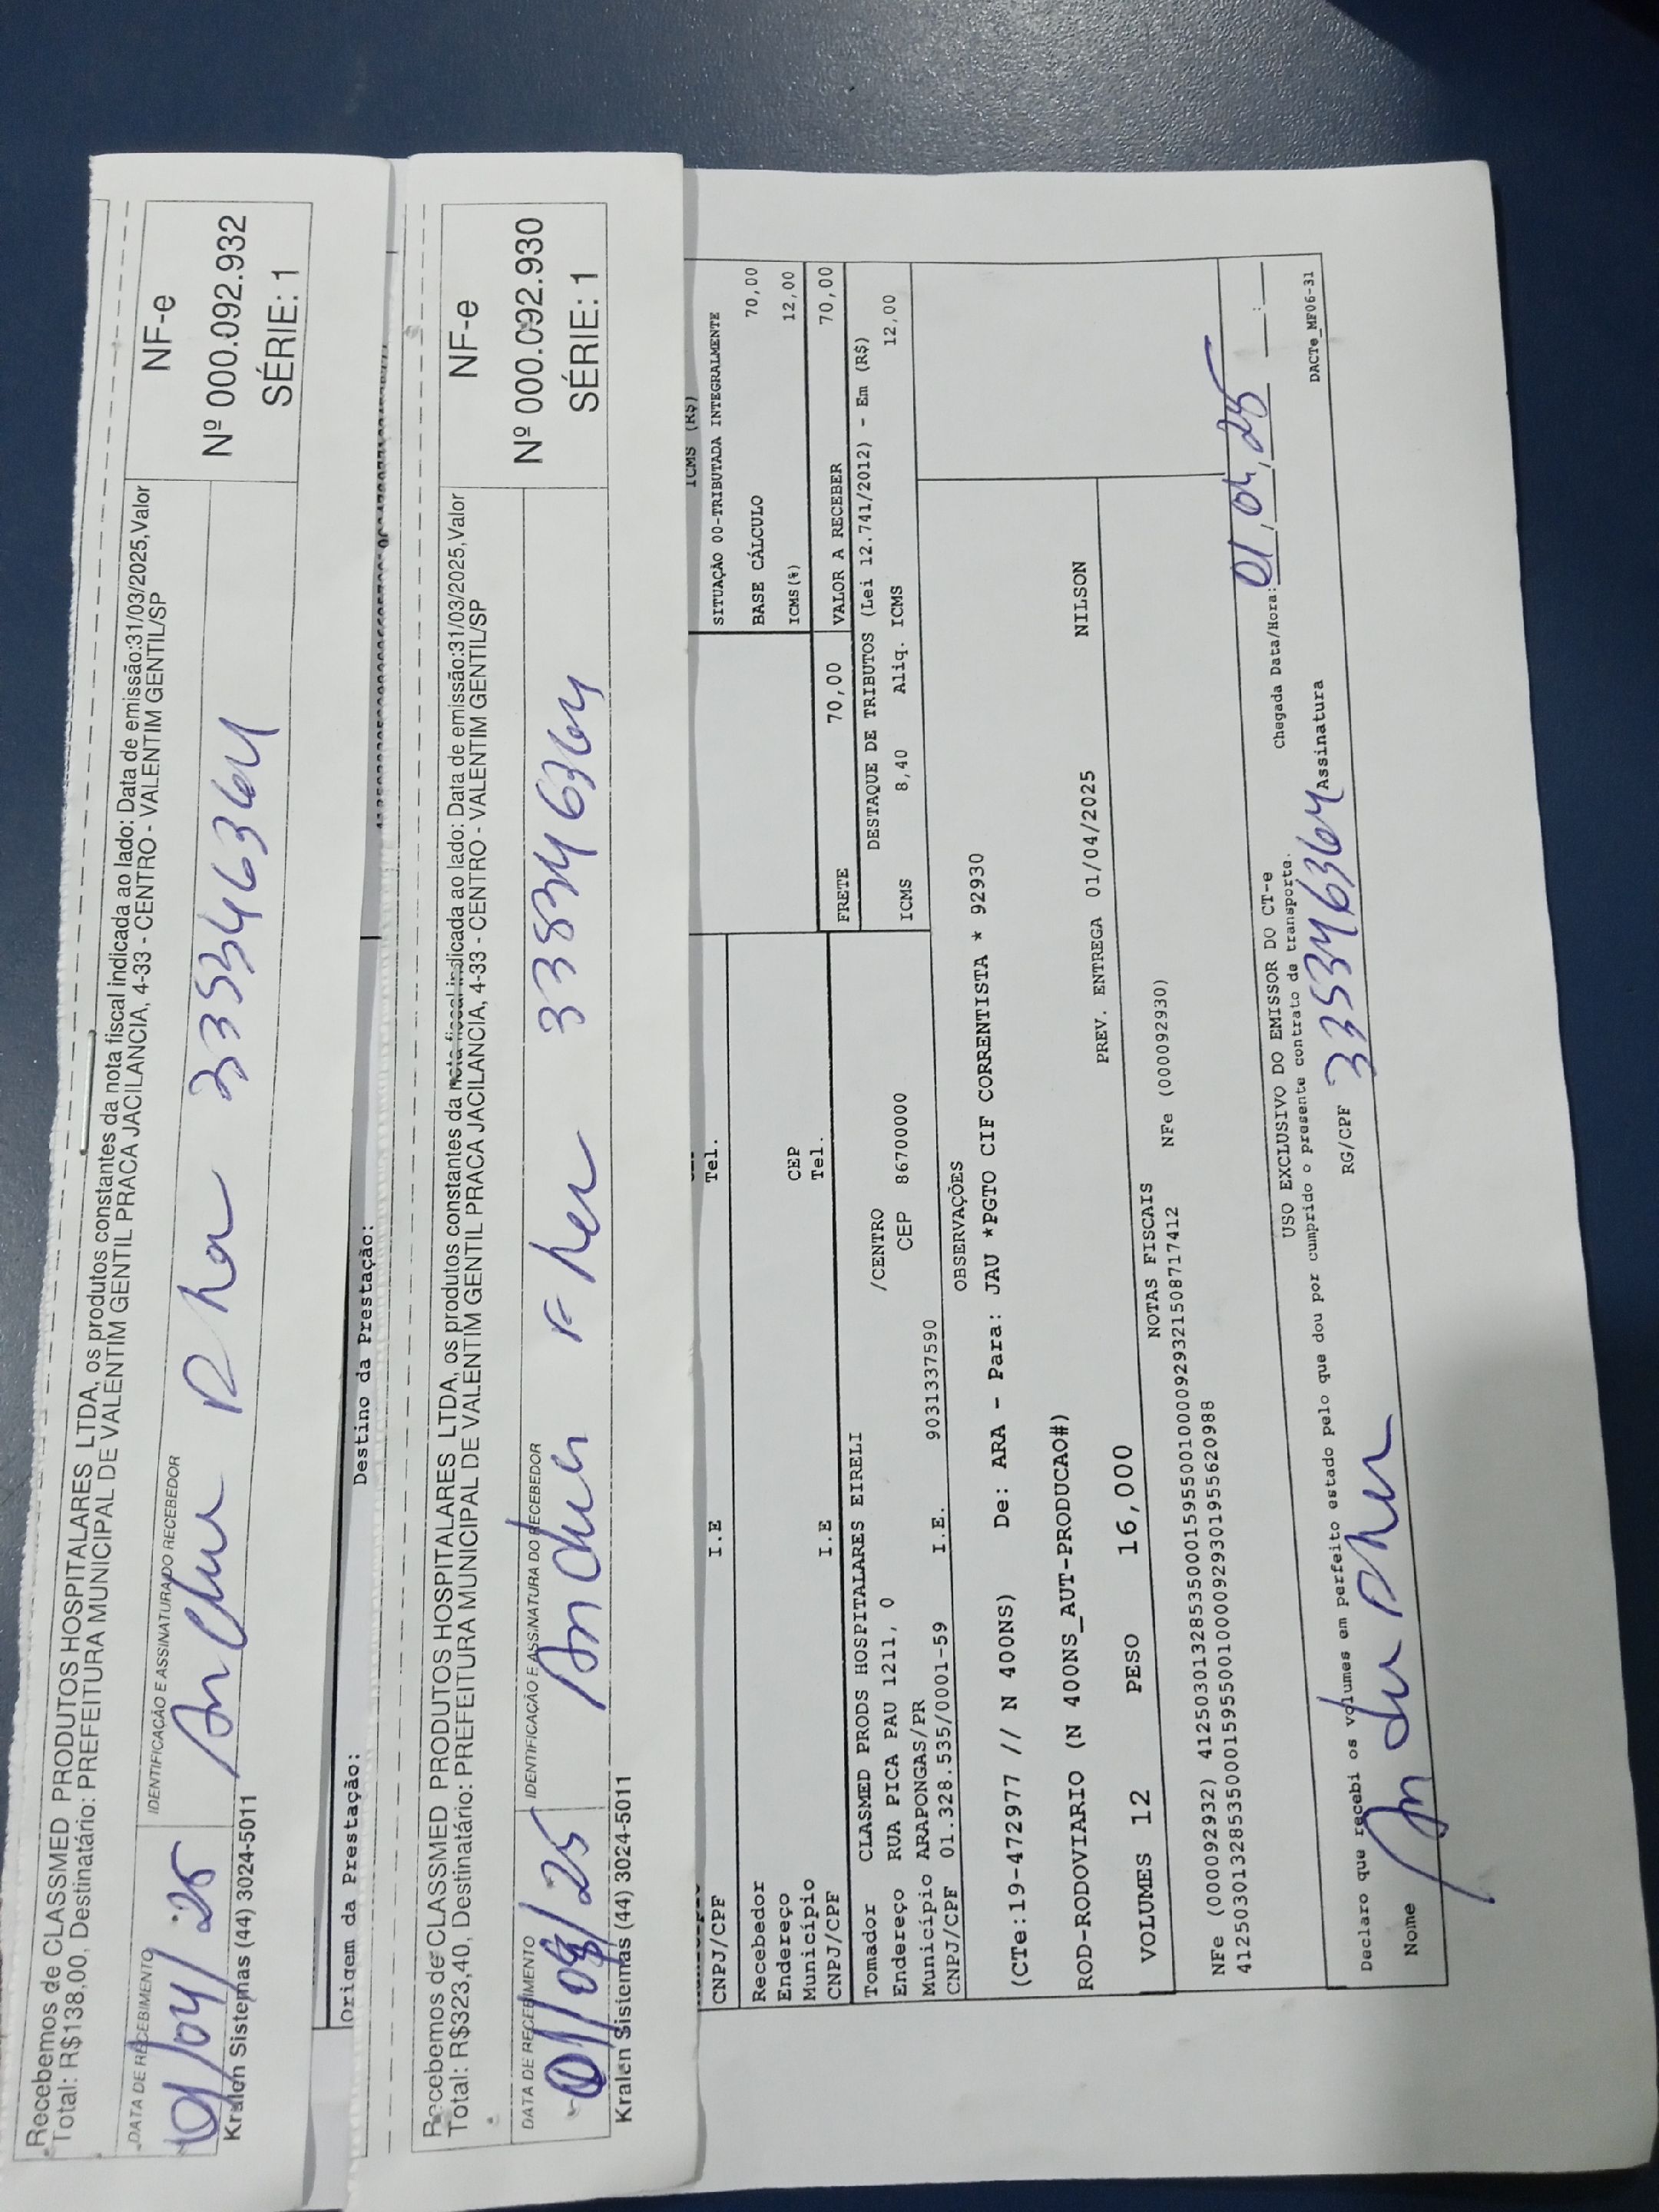 Recebemos de CLASSMED PRODUTOS HOSPITALARES LTDA, os produtos constantes da nota fiscal indicada ao lado: Data de emissão:31/03/2025,Valor
Total: R$138,00, Destinatário: PREFEITURA MUNICIPAL DE VALENTIM GENTIL PRACA JACILANCIA, 4-33 - CENTRO - VALENTIM GENTIL/SP
NF-e
Nº 000.092.932
SÉRIE: 1
DATA DE RECEBIMENTO
IDENTIFICAÇÃO E ASSINATURA DO RECEBEDOR
01/04/25
333346364
Kralen Sistemas (44) 3024-5011
Origem da Prestação:
Destino da Prestação:
Recebemos de CLASSMED PRODUTOS HOSPITALARES LTDA, os produtos constantes da nota fiscal indicada ao lado: Data de emissão:31/03/2025,Valor
Total: R$323,40, Destinatário: PREFEITURA MUNICIPAL DE VALENTIM GENTIL PRACA JACILANCIA, 4-33 - CENTRO - VALENTIM GENTIL/SP
NF-e
Nº 000.092.930
SÉRIE: 1
DATA DE RECEBIMENTO
IDENTIFICAÇÃO E ASSINATURA DO RECEBEDOR
Kralen Sistemas (44) 3024-5011
ICMS (R$)
CNPJ/CPF I.E Tel.
SITUAÇÃO 00-TRIBUTADA INTEGRALMENTE
Recebedor
BASE CÁLCULO 70,00
Endereço CEP
ICMS(%) 12,00
Município Tel.
CNPJ/CPF I.E
FRETE 70,00 VALOR A RECEBER 70,00
Tomador CLASMED PRODS HOSPITALARES EIRELI
DESTAQUE DE TRIBUTOS (Lei 12.741/2012) - Em (R$)
Endereço RUA PICA PAU 1211, 0 /CENTRO
ICMS 8,40 Aliq. ICMS 12,00
Município ARAPONGAS/PR CEP 86700000
CNPJ/CPF 01.328.535/0001-59 I.E. 9031337590
OBSERVAÇÕES
(CTe:19-472977 // N 400NS) De: ARA - Para: JAU *PGTO CIF CORRENTISTA * 92930
ROD-RODOVIARIO (N 400NS_AUT-PRODUCAO#)
PREV. ENTREGA 01/04/2025 NILSON
VOLUMES 12 PESO 16,000
NOTAS FISCAIS
NFe (000092932) 41250301328535000159550010000929321508717412 NFe (000092930)
41250301328535000159550010000929301955620988
USO EXCLUSIVO DO EMISSOR DO CT-e
Declaro que recebi os volumes em perfeito estado pelo que dou por cumprido o presente contrato de transporte.
chegada Data/Hora: 01,04,25
Nome RG/CPF 333346364 Assinatura
DACTe_MF06-31